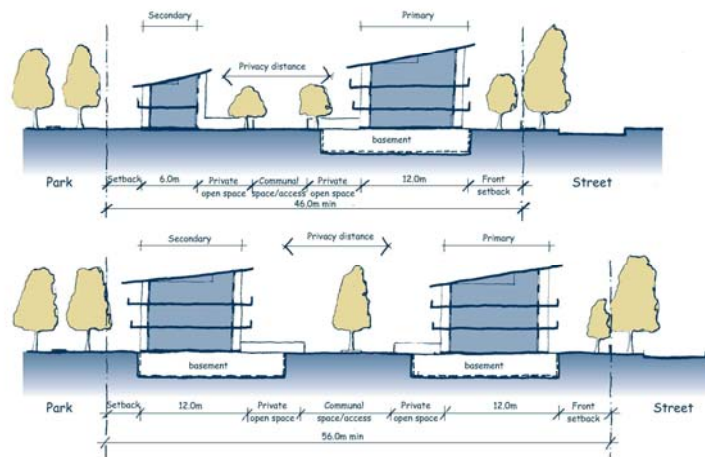 Secondary
Primary
Privacy distance
basement
Park
Setback
6.0m
Private
open space
Communal
space/access
Private
open space
12.0m
Front
setback
Street
46.0m min
Secondary
Privacy distance
Primary
basement
basement
Park
Setback
12.0m
Private
open space
Communal
space/access
Private
open space
12.0m
Front
setback
Street
56.0m min